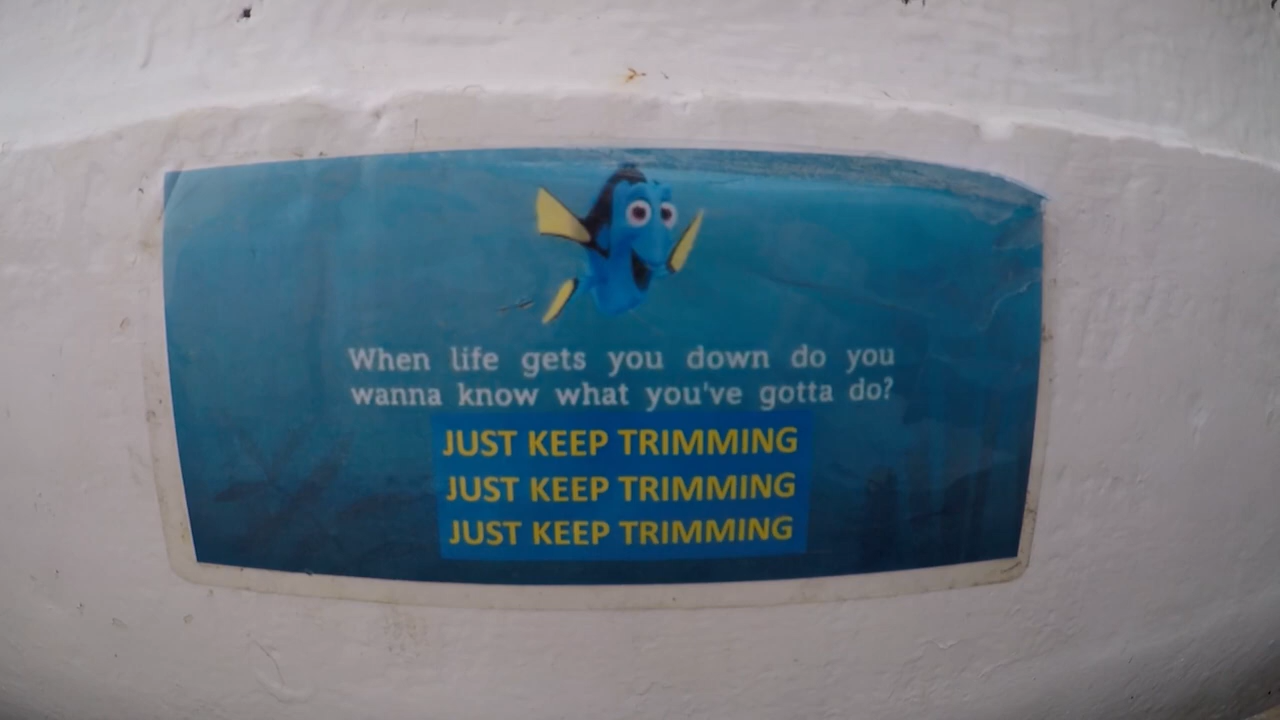 When life gets you down do you
wanna know what you've gotta do?
JUST KEEP TRIMMING
JUST KEEP TRIMMING
JUST KEEP TRIMMING